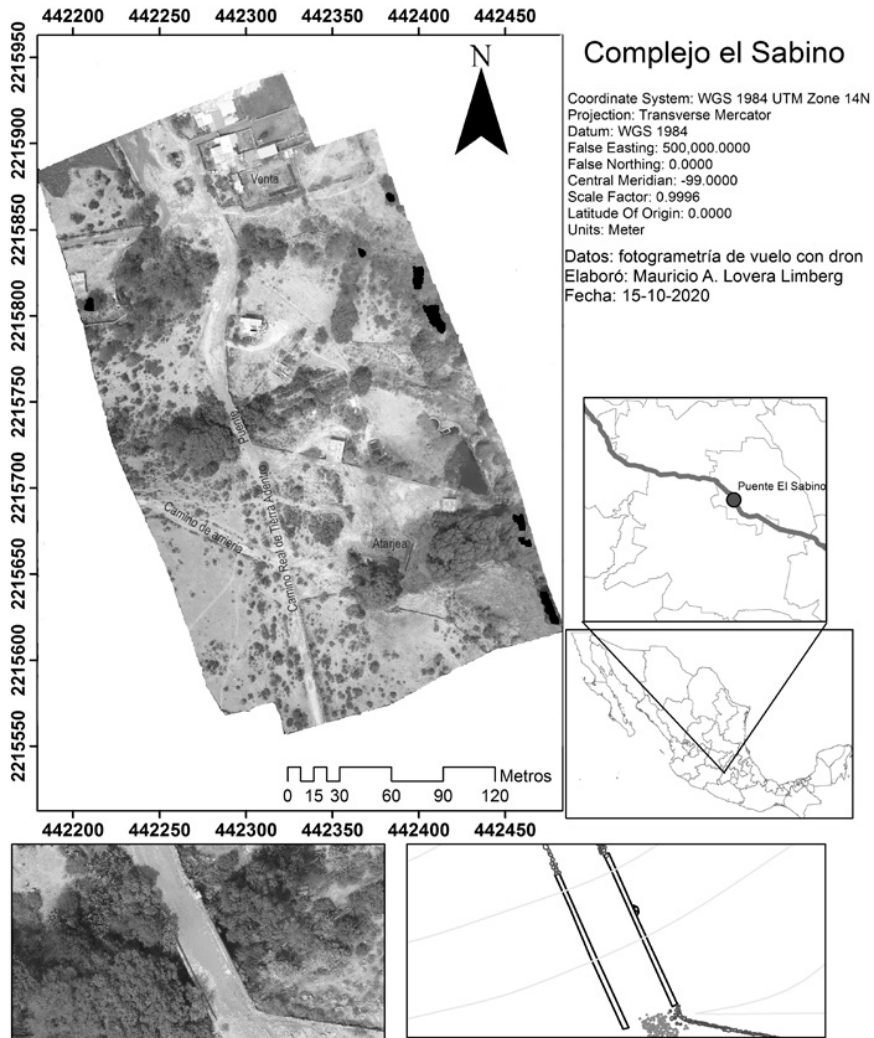 442200 442250 442300 442350 442400 442450
2215950
2215900
2215850
2215800
2215750
2215700
2215650
2215600
2215550
N
Venta
Puente
Camino Real de Tierra Adentro
Camino de arriería
Atarjea
Metros
0 15 30 60 90 120
442200 442250 442300 442350 442400 442450
Complejo el Sabino
Coordinate System: WGS 1984 UTM Zone 14N
Projection: Transverse Mercator
Datum: WGS 1984
False Easting: 500,000.0000
False Northing: 0.0000
Central Meridian: -99.0000
Scale Factor: 0.9996
Latitude Of Origin: 0.0000
Units: Meter
Datos: fotogrametría de vuelo con dron
Elaboró: Mauricio A. Lovera Limberg
Fecha: 15-10-2020
Puente El Sabino